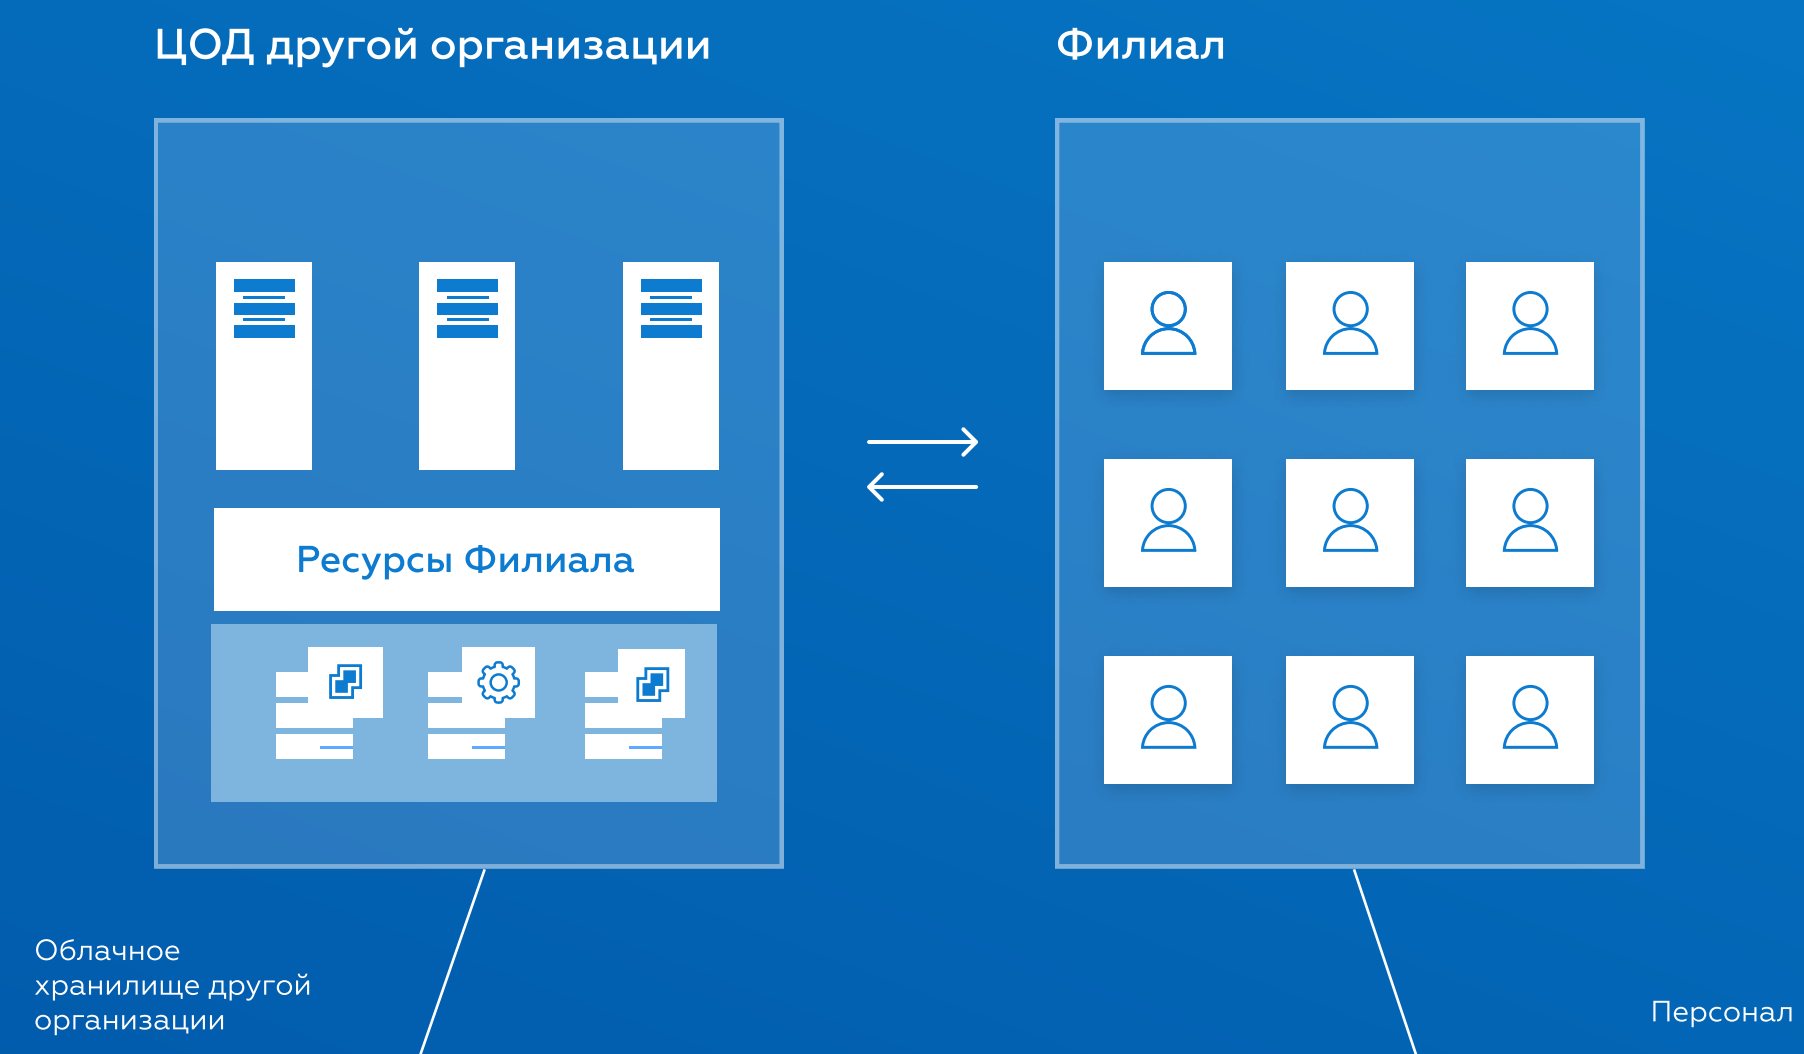 ЦОД другой организации
Филиал
Ресурсы Филиала
Облачное
хранилище другой
организации
Персонал